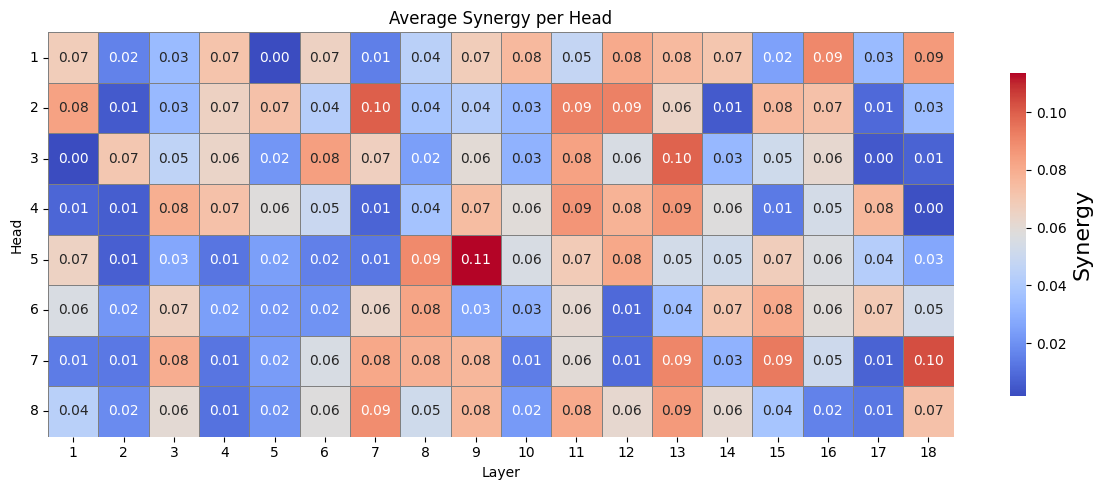 Average Synergy per Head
1 0.07 0.02 0.03 0.07 0.00 0.07 0.01 0.04 0.07 0.08 0.05 0.08 0.08 0.07 0.02 0.09 0.03 0.09
2 0.08 0.01 0.03 0.07 0.07 0.04 0.10 0.04 0.04 0.03 0.09 0.09 0.06 0.01 0.08 0.07 0.01 0.03
3 0.00 0.07 0.05 0.06 0.02 0.08 0.07 0.02 0.06 0.03 0.08 0.06 0.10 0.03 0.05 0.06 0.00 0.01
4 0.01 0.01 0.08 0.07 0.06 0.05 0.01 0.04 0.07 0.06 0.09 0.08 0.09 0.06 0.01 0.05 0.08 0.00
5 0.07 0.01 0.03 0.01 0.02 0.02 0.01 0.09 0.11 0.06 0.07 0.08 0.05 0.05 0.07 0.06 0.04 0.03
6 0.06 0.02 0.07 0.02 0.02 0.02 0.06 0.08 0.03 0.03 0.06 0.01 0.04 0.07 0.08 0.06 0.07 0.05
7 0.01 0.01 0.08 0.01 0.02 0.06 0.08 0.08 0.08 0.01 0.06 0.01 0.09 0.03 0.09 0.05 0.01 0.10
8 0.04 0.02 0.06 0.01 0.02 0.06 0.09 0.05 0.08 0.02 0.08 0.06 0.09 0.06 0.04 0.02 0.01 0.07
1 2 3 4 5 6 7 8 9 10 11 12 13 14 15 16 17 18
Layer
Head
0.10
0.08
0.06
0.04
0.02
Synergy